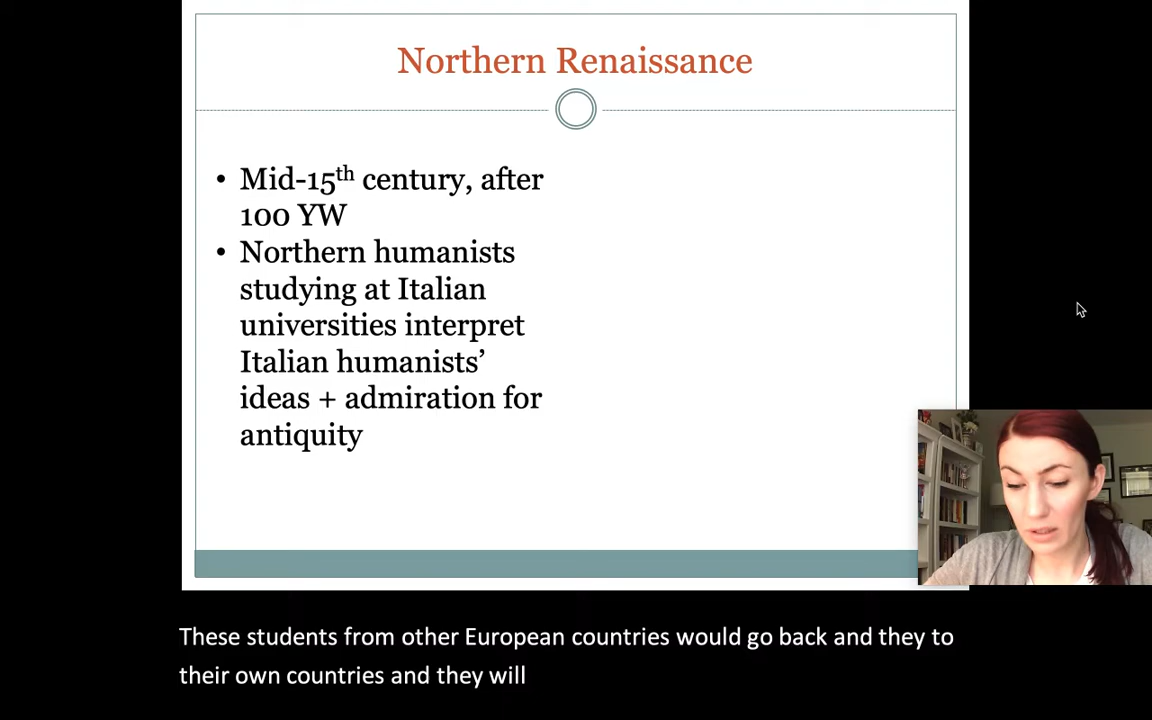 Northern Renaissance
• Mid-15th century, after
100 YW
• Northern humanists
studying at Italian
universities interpret
Italian humanists’
ideas + admiration for
antiquity
These students from other European countries would go back and they to
their own countries and they will